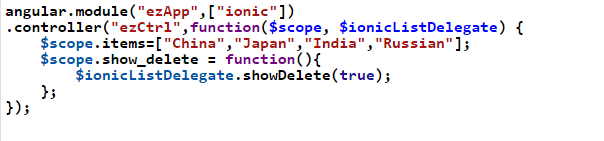 angular.module("ezApp",["ionic"])
.controller("ezCtrl",function($scope, $ionicListDelegate) {
    $scope.items=["China","Japan","India","Russian"];
    $scope.show_delete = function(){
        $ionicListDelegate.showDelete(true);
    };
});